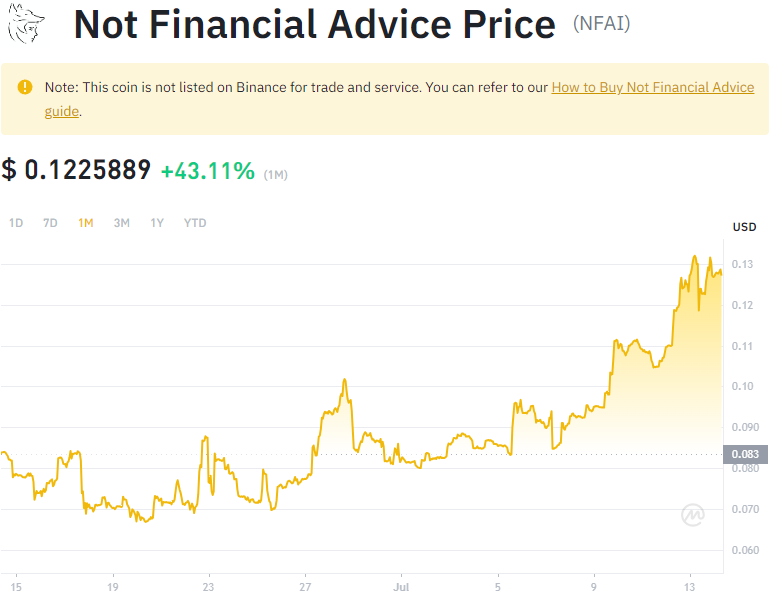 Not Financial Advice Price (NFAI)
Note: This coin is not listed on Binance for trade and service. You can refer to our How to Buy Not Financial Advice
guide.
$ 0.1225889 +43.11% (1M)
1D 7D 1M 3M 1Y YTD
USD
0.13
0.12
0.11
0.10
0.090
0.083
0.080
0.070
0.060
15 19 23 27 Jul 5 9 13